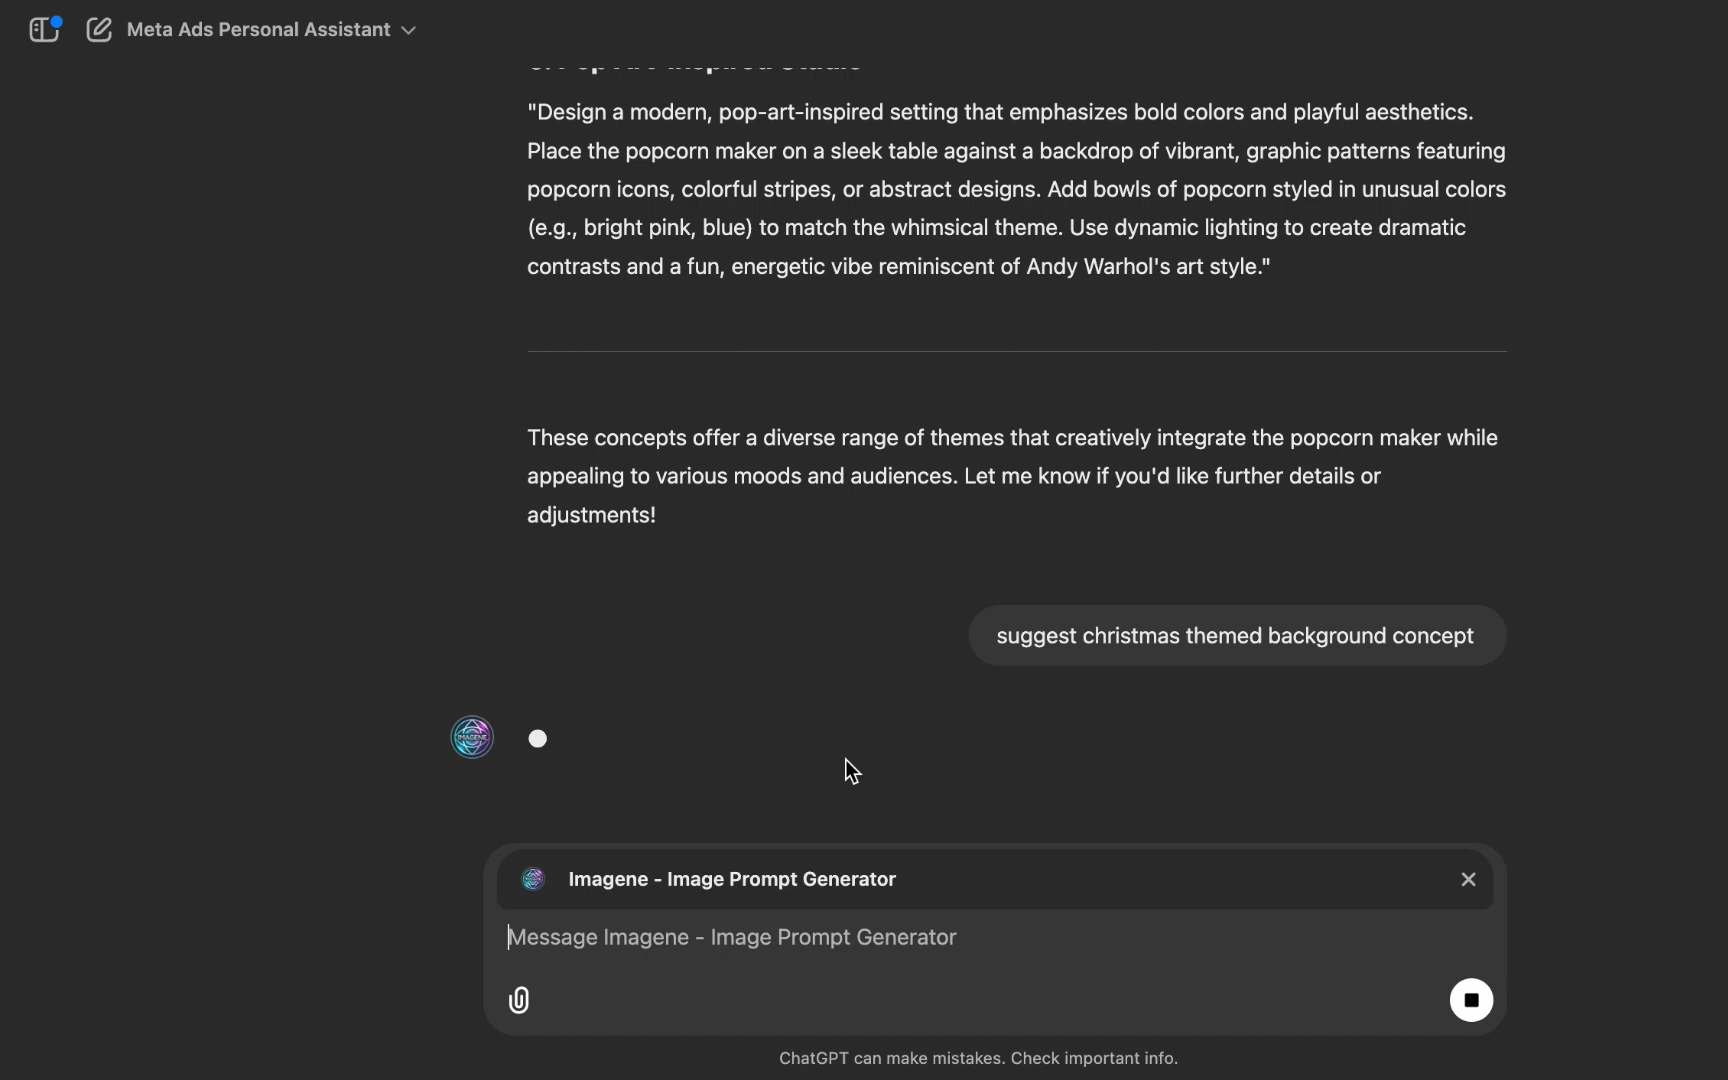 Meta Ads Personal Assistant
"Design a modern, pop-art-inspired setting that emphasizes bold colors and playful aesthetics.
Place the popcorn maker on a sleek table against a backdrop of vibrant, graphic patterns featuring
popcorn icons, colorful stripes, or abstract designs. Add bowls of popcorn styled in unusual colors
(e.g., bright pink, blue) to match the whimsical theme. Use dynamic lighting to create dramatic
contrasts and a fun, energetic vibe reminiscent of Andy Warhol's art style."
These concepts offer a diverse range of themes that creatively integrate the popcorn maker while
appealing to various moods and audiences. Let me know if you'd like further details or
adjustments!
suggest christmas themed background concept
IMAGENE
Imagene - Image Prompt Generator
Message Imagene - Image Prompt Generator
ChatGPT can make mistakes. Check important info.